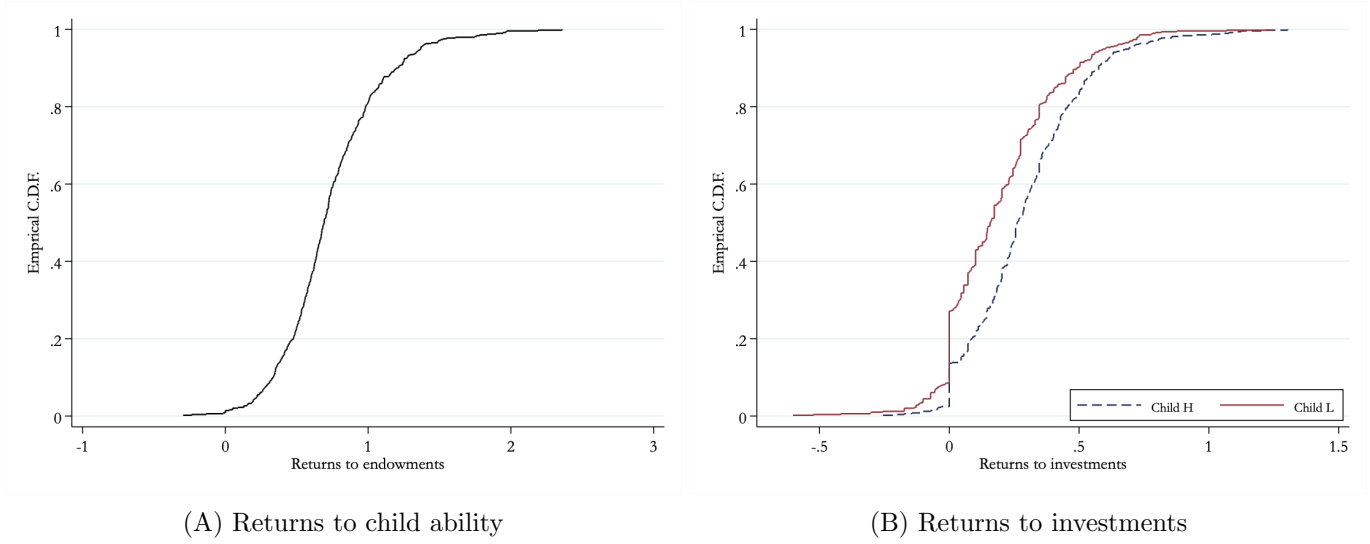 Emprical C.D.F.
1
.8
.6
.4
.2
0
-1
0
1
2
3
Returns to endowments
(A) Returns to child ability
Emprical C.D.F.
1
.8
.6
.4
.2
0
-.5
0
.5
1
1.5
Child H
Child L
Returns to investments
(B) Returns to investments